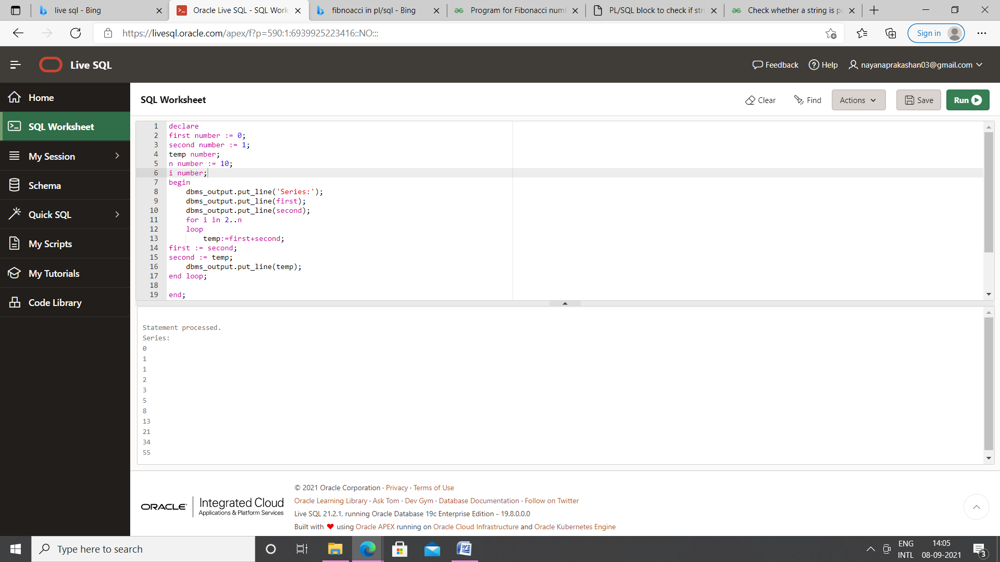 live sql - Bing
Oracle Live SQL - SQL Work
fibnoacci in pl/sql - Bing
Program for Fibonacci numb
PL/SQL block to check if stri
Check whether a string is pa
https://livesql.oracle.com/apex/f?p=590:1:6939925223416::NO:::
Sign in
Live SQL
Feedback
Help
nayanaprakashan03@gmail.com
Home
SQL Worksheet
My Session
Schema
Quick SQL
My Scripts
My Tutorials
Code Library
SQL Worksheet
Clear
Find
Actions
Save
Run
1 declare
2 first number := 0;
3 second number := 1;
4 temp number;
5 n number := 10;
6 i number;
7 begin
8 dbms_output.put_line('Series:');
9 dbms_output.put_line(first);
10 dbms_output.put_line(second);
11 for i in 2..n
12 loop
13 temp:=first+second;
14 first := second;
15 second := temp;
16 dbms_output.put_line(temp);
17 end loop;
18
19 end;
Statement processed.
Series:
0
1
1
2
3
5
8
13
21
34
55
ORACLE
Integrated Cloud
Applications & Platform Services
© 2021 Oracle Corporation · Privacy · Terms of Use
Oracle Learning Library · Ask Tom · Dev Gym · Database Documentation · Follow on Twitter
Live SQL 21.2.1, running Oracle Database 19c Enterprise Edition - 19.8.0.0.0
Built with ❤ using Oracle APEX running on Oracle Cloud Infrastructure and Oracle Kubernetes Engine
Type here to search
ENG
INTL
14:05
08-09-2021
3